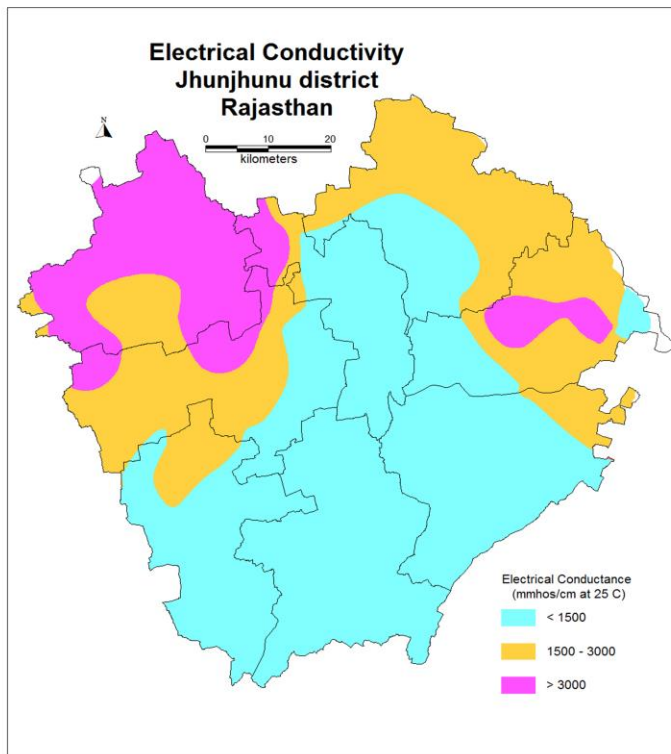 Electrical Conductivity
Jhunjhunu district
Rajasthan
N
0 10 20
kilometers
Electrical Conductance
(mmhos/cm at 25 C)
< 1500
1500 - 3000
> 3000